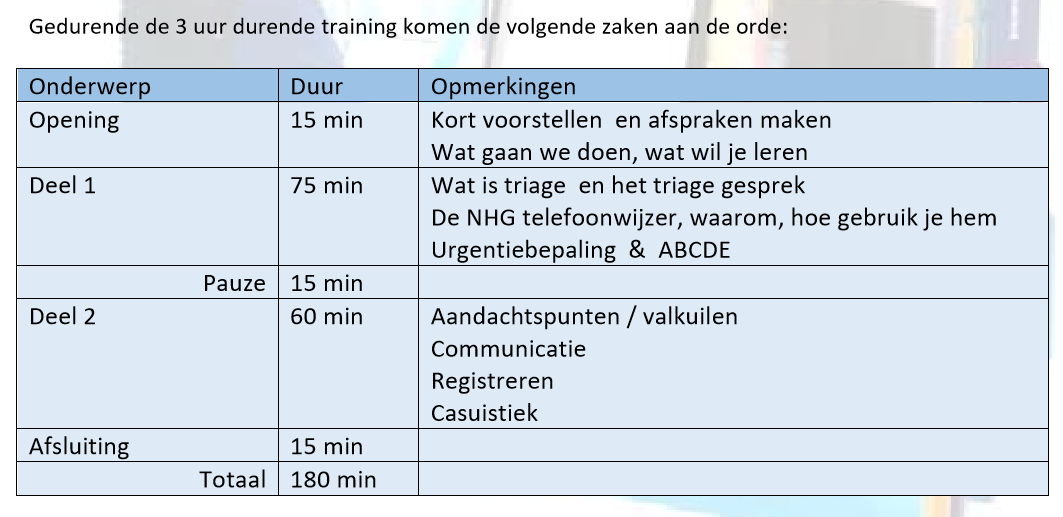 Gedurende de 3 uur durende training komen de volgende zaken aan de orde:
Onderwerp Duur Opmerkingen
Opening 15 min Kort voorstellen en afspraken maken
Wat gaan we doen, wat wil je leren
Deel 1 75 min Wat is triage en het triage gesprek
De NHG telefoonwijzer, waarom, hoe gebruik je hem
Urgentiebepaling & ABCDE
Pauze 15 min
Deel 2 60 min Aandachtspunten / valkuilen
Communicatie
Registreren
Casuistiek
Afsluiting 15 min
Totaal 180 min